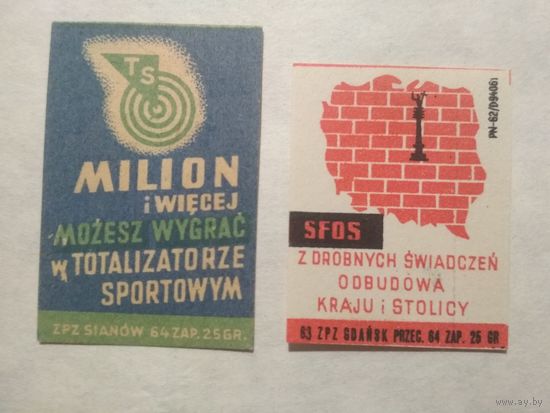 TS
MILION
i WIĘCEJ
MOŻESZ WYGRAĆ
W TOTALIZATORZE
SPORTOWYM
ZPZ SIANÓW 64 ZAP. 25 GR.
PN-62/D94061
SFOS
Z DROBNYCH ŚWIADCZEŃ
ODBUDOWA
KRAJU i STOLICY
63 ZPZ GDAŃSK PRZEC. 64 ZAP. 25 GR
www.ay.by